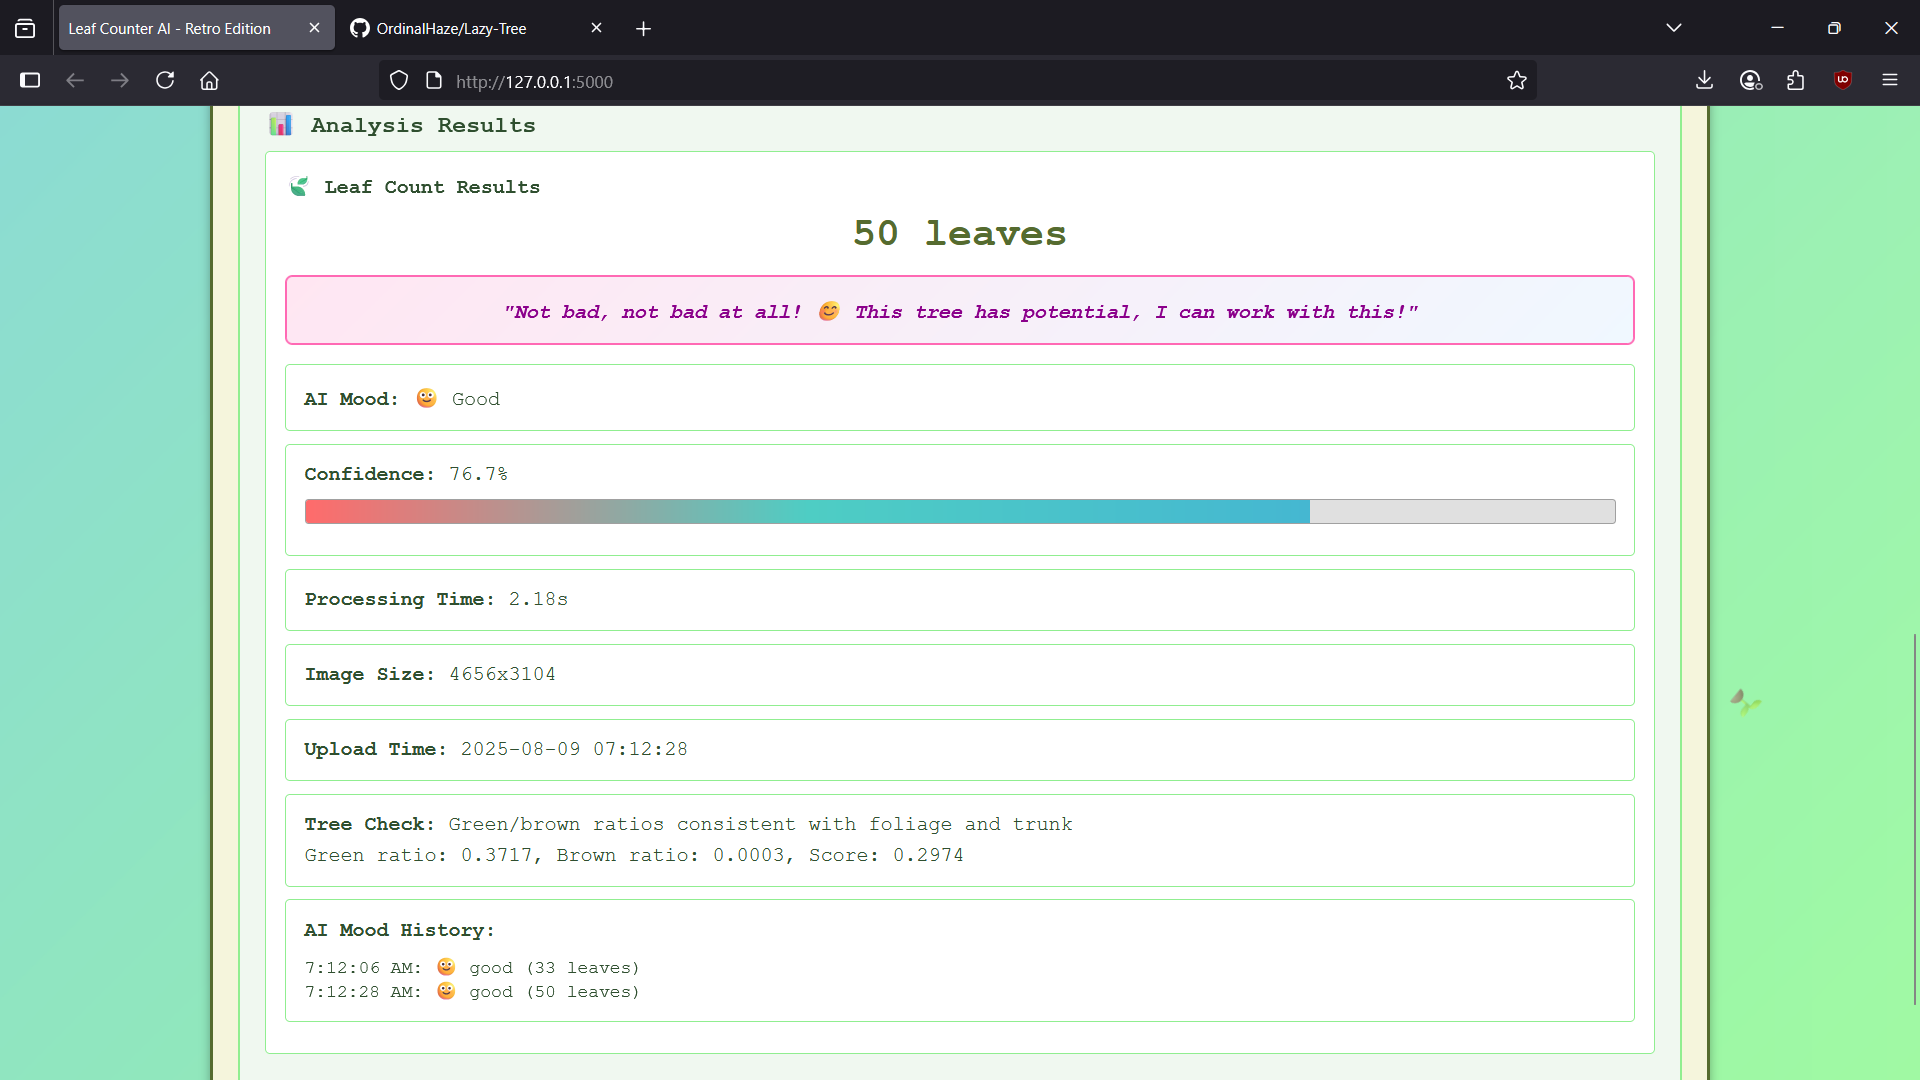 Leaf Counter AI - Retro Edition
OrdinalHaze/Lazy-Tree
http://127.0.0.1:5000
Analysis Results
Leaf Count Results
50 leaves
"Not bad, not bad at all! 😊 This tree has potential, I can work with this!"
AI Mood: 🙂 Good
Confidence: 76.7%
Processing Time: 2.18s
Image Size: 4656x3104
Upload Time: 2025-08-09 07:12:28
Tree Check: Green/brown ratios consistent with foliage and trunk
Green ratio: 0.3717, Brown ratio: 0.0003, Score: 0.2974
AI Mood History:
7:12:06 AM: 🙂 good (33 leaves)
7:12:28 AM: 🙂 good (50 leaves)